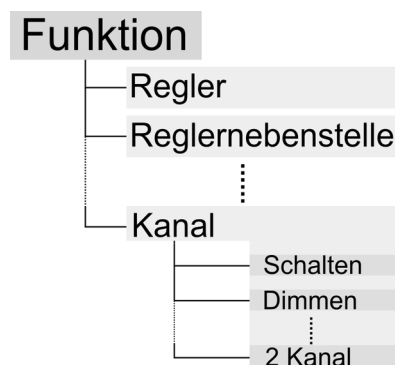 Funktion
Regler
Reglernebenstelle
Kanal
Schalten
Dimmen
2 Kanal